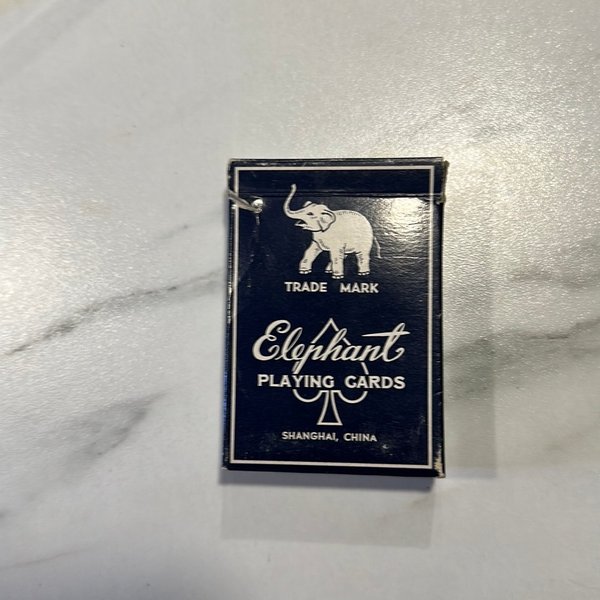 TRADE MARK
Elephant
PLAYING CARDS
SHANGHAI, CHINA